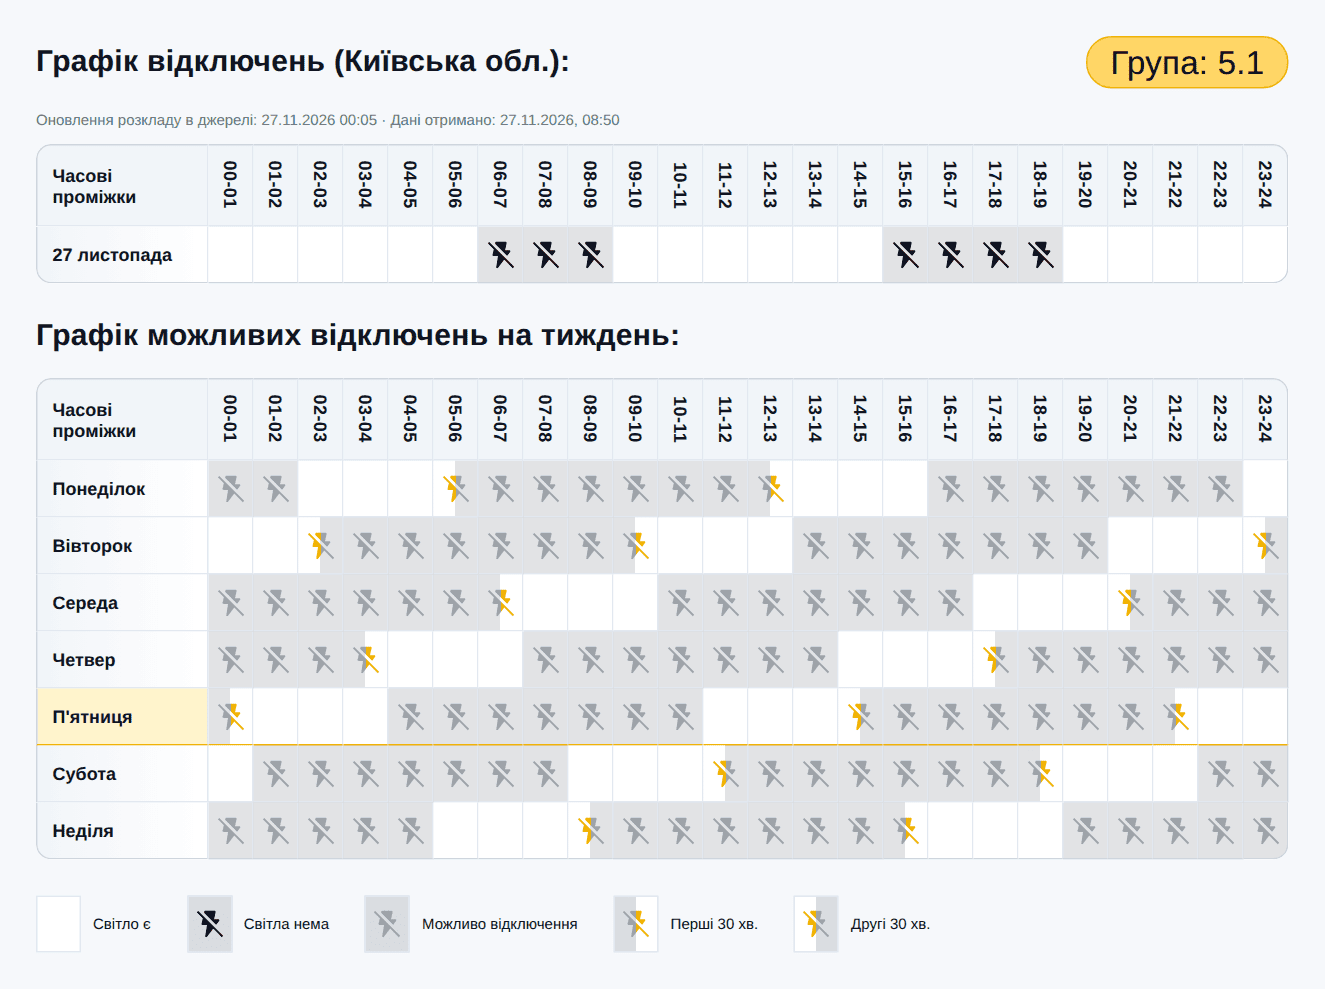 Графік відключень (Київська обл.):
Група: 5.1
Оновлення розкладу в джерелі: 27.11.2026 00:05 · Дані отримано: 27.11.2026, 08:50
Часові проміжки 00-01 01-02 02-03 03-04 04-05 05-06 06-07 07-08 08-09 09-10 10-11 11-12 12-13 13-14 14-15 15-16 16-17 17-18 18-19 19-20 20-21 21-22 22-23 23-24
27 листопада
Графік можливих відключень на тиждень:
Часові проміжки 00-01 01-02 02-03 03-04 04-05 05-06 06-07 07-08 08-09 09-10 10-11 11-12 12-13 13-14 14-15 15-16 16-17 17-18 18-19 19-20 20-21 21-22 22-23 23-24
Понеділок
Вівторок
Середа
Четвер
П'ятниця
Субота
Неділя
Світло є Світла нема Можливо відключення Перші 30 хв. Другі 30 хв.